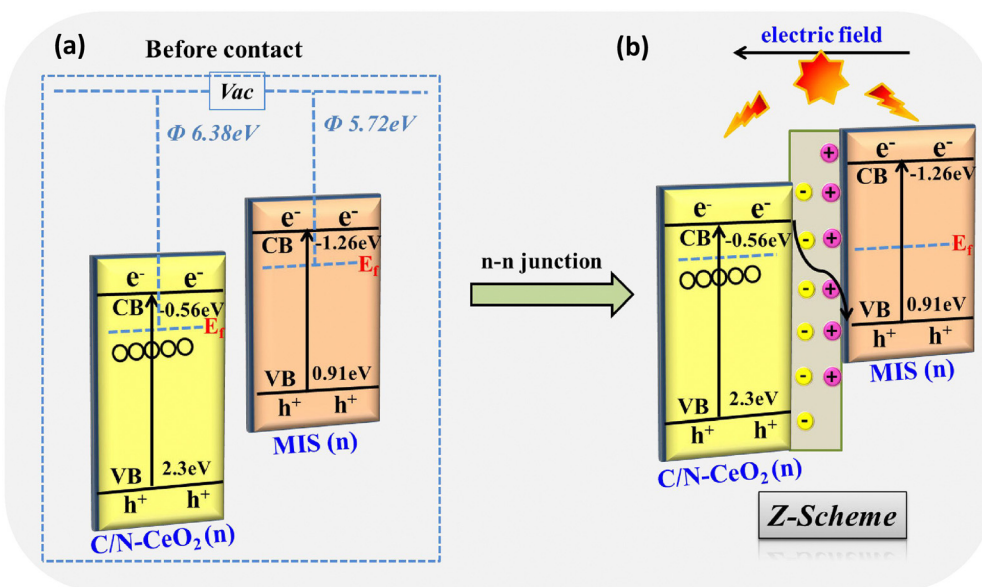 (a)
Before contact
Vac
Φ 6.38eV
Φ 5.72eV
e⁻ e⁻
CB
-1.26eV
E_f
VB
0.91eV
h⁺ h⁺
MIS (n)
e⁻ e⁻
CB
-0.56eV
E_f
VB
2.3eV
h⁺ h⁺
C/N-CeO₂(n)
n-n junction
(b)
electric field
e⁻ e⁻
CB
-0.56eV
VB
2.3eV
h⁺ h⁺
C/N-CeO₂(n)
+
-
+
-
+
-
+
-
+
-
+
-
+
-
e⁻ e⁻
CB
-1.26eV
E_f
VB
0.91eV
h⁺ h⁺
MIS (n)
Z-Scheme